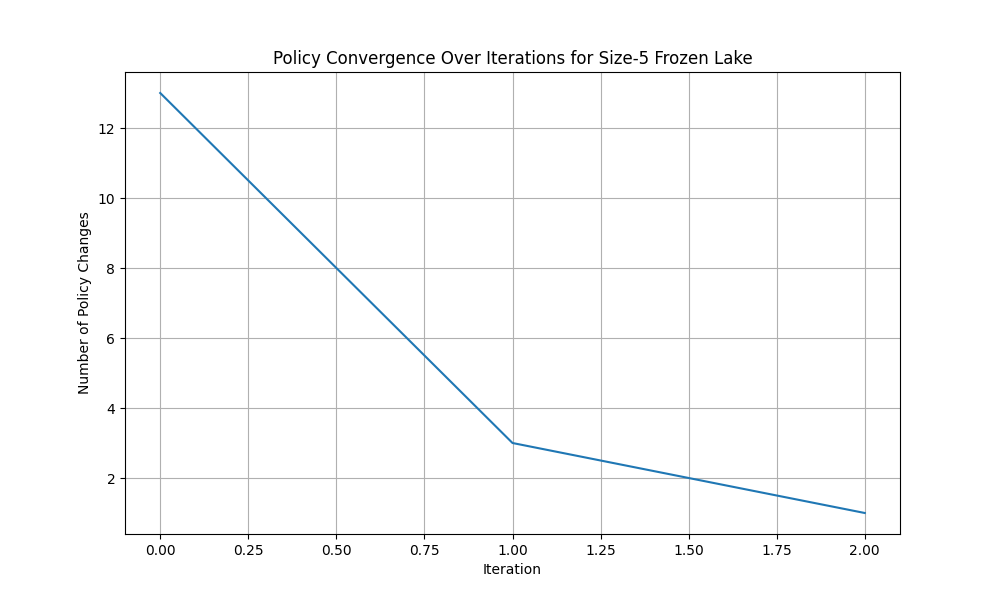 Policy Convergence Over Iterations for Size-5 Frozen Lake
Number of Policy Changes
12
10
8
6
4
2
0.00 0.25 0.50 0.75 1.00 1.25 1.50 1.75 2.00
Iteration